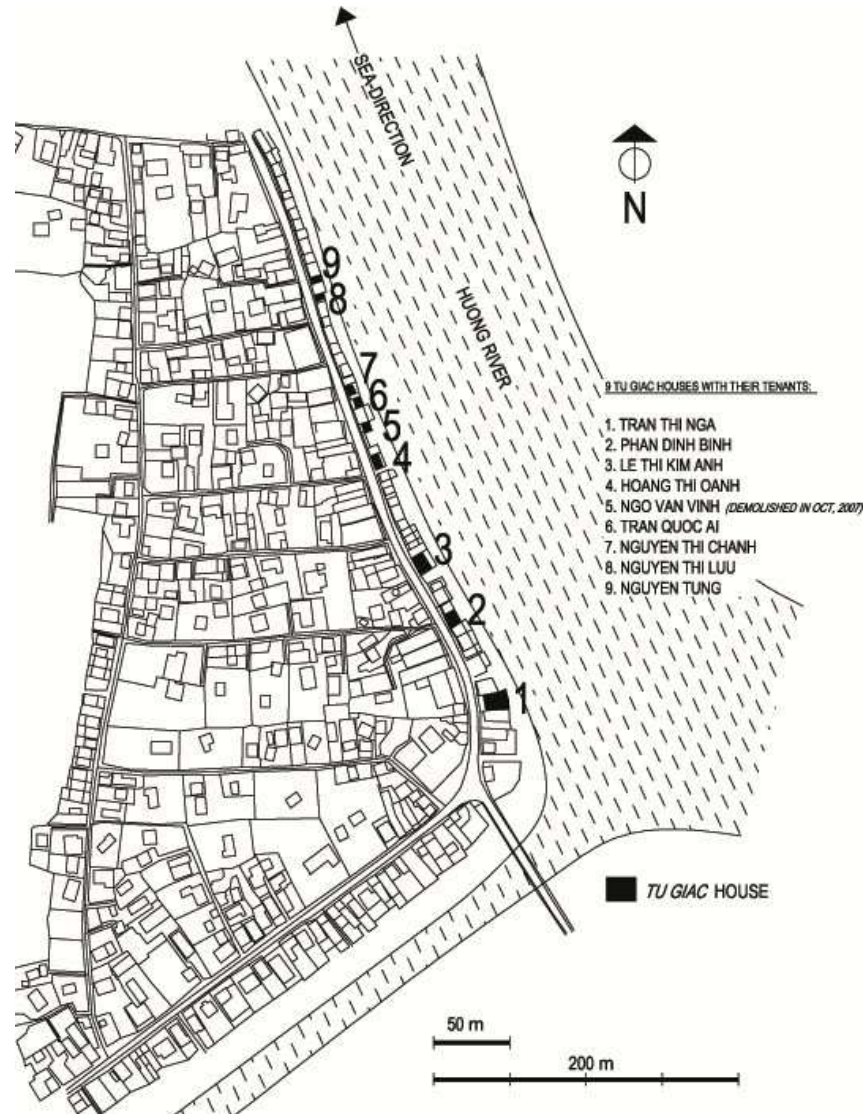 SEA-DIRECTION
N
HUONG RIVER
9
8
7
6
5
4
3
2
1
9 TU GIAC HOUSES WITH THEIR TENANTS:
1. TRAN THI NGA
2. PHAN DINH BINH
3. LE THI KIM ANH
4. HOANG THI OANH
5. NGO VAN VINH (DEMOLISHED IN OCT, 2007)
6. TRAN QUOC AI
7. NGUYEN THI CHANH
8. NGUYEN THI LUU
9. NGUYEN TUNG
TU GIAC HOUSE
50 m
200 m